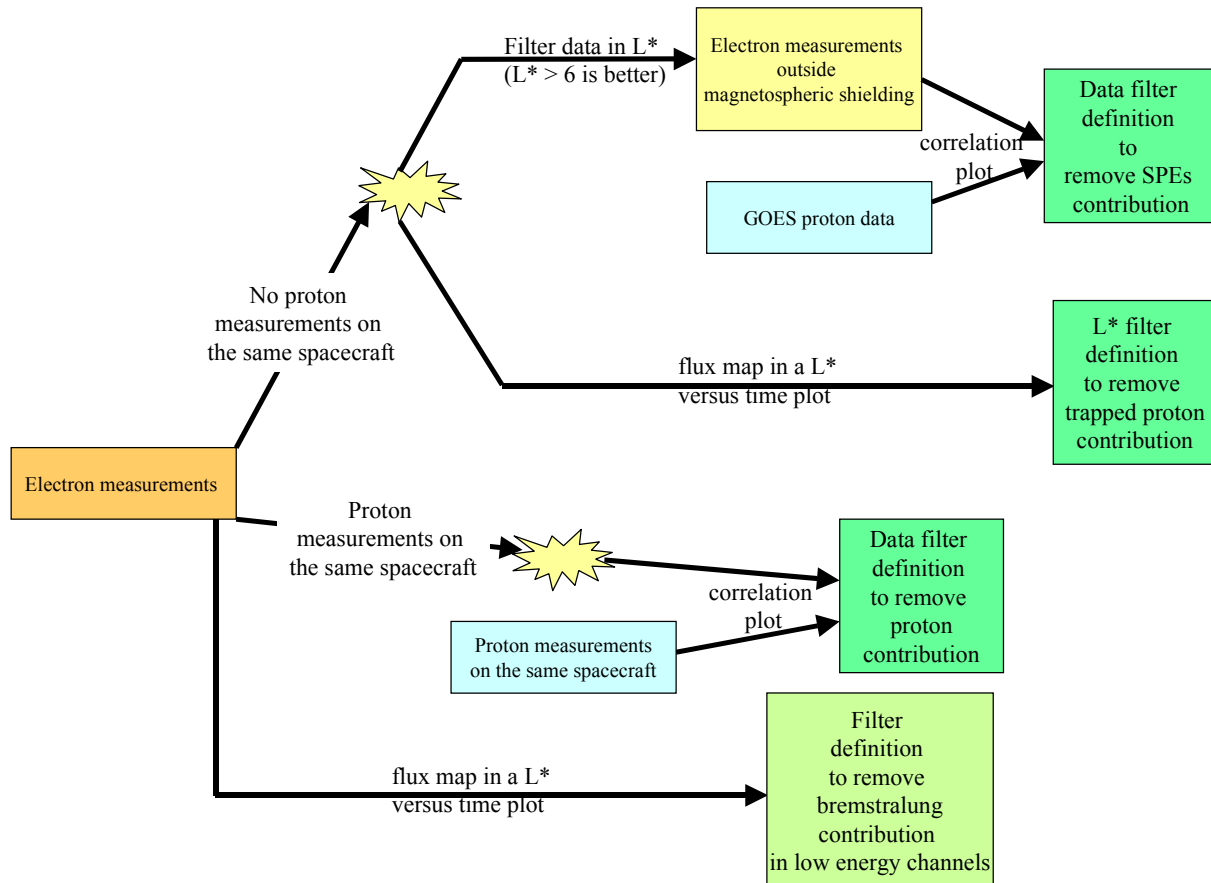 Filter data in L*
(L* > 6 is better)
Electron measurements
outside
magnetospheric shielding
Data filter
definition
to
remove SPEs
contribution
correlation
plot
GOES proton data
No proton
measurements on
the same spacecraft
L* filter
definition
to remove
trapped proton
contribution
flux map in a L*
versus time plot
Electron measurements
Proton
measurements on
the same spacecraft
Data filter
definition
to remove
proton
contribution
correlation
plot
Proton measurements
on the same spacecraft
Filter
definition
to remove
bremstralung
contribution
in low energy channels
flux map in a L*
versus time plot